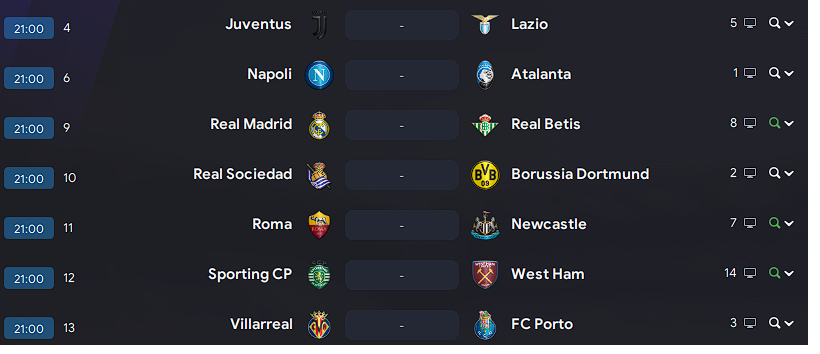 21:00 4 Juventus - Lazio 5
21:00 6 Napoli - Atalanta 1
21:00 9 Real Madrid - Real Betis 8
21:00 10 Real Sociedad - Borussia Dortmund 2
21:00 11 Roma - Newcastle 7
21:00 12 Sporting CP - West Ham 14
21:00 13 Villarreal - FC Porto 3